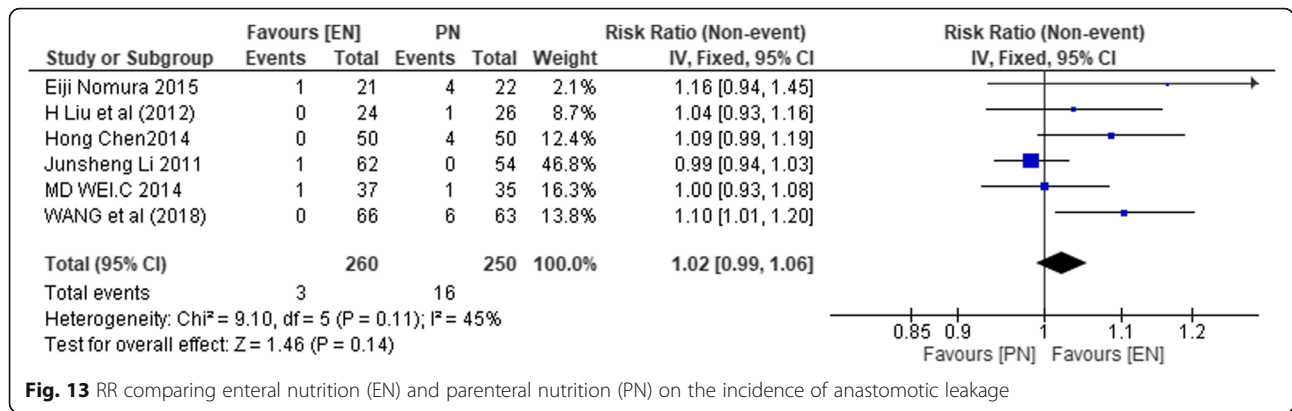 Favours [EN] PN Risk Ratio (Non-event) Risk Ratio (Non-event)
Study or Subgroup Events Total Events Total Weight IV, Fixed, 95% CI IV, Fixed, 95% CI
Eiji Nomura 2015 1 21 4 22 2.1% 1.16 [0.94, 1.45]
H Liu et al (2012) 0 24 1 26 8.7% 1.04 [0.93, 1.16]
Hong Chen2014 0 50 4 50 12.4% 1.09 [0.99, 1.19]
Junsheng Li 2011 1 62 0 54 46.8% 0.99 [0.94, 1.03]
MD WEI.C 2014 1 37 1 35 16.3% 1.00 [0.93, 1.08]
WANG et al (2018) 0 66 6 63 13.8% 1.10 [1.01, 1.20]
Total (95% CI) 260 250 100.0% 1.02 [0.99, 1.06]
Total events 3 16
Heterogeneity: Chi² = 9.10, df = 5 (P = 0.11); I² = 45%
Test for overall effect: Z = 1.46 (P = 0.14)
0.85 0.9 1 1.1 1.2
Favours [PN] Favours [EN]
Fig. 13 RR comparing enteral nutrition (EN) and parenteral nutrition (PN) on the incidence of anastomotic leakage